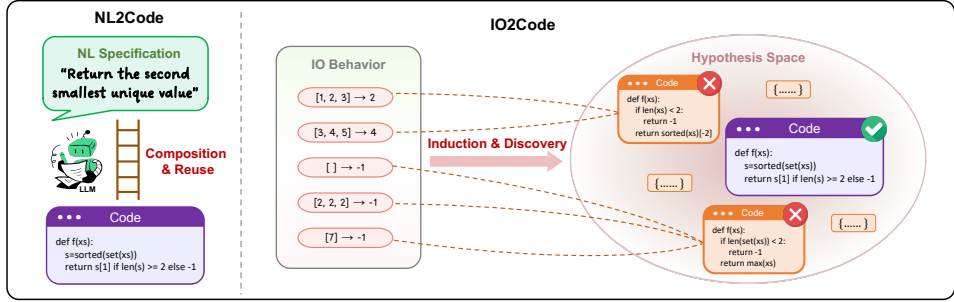 NL2Code
NL Specification
“Return the second
smallest unique value”
LLM
Composition
& Reuse
Code
def f(xs):
s=sorted(set(xs))
return s[1] if len(s) >= 2 else -1
IO2Code
IO Behavior
[1, 2, 3] → 2
[3, 4, 5] → 4
[ ] → -1
[2, 2, 2] → -1
[7] → -1
Induction & Discovery
Hypothesis Space
Code
def f(xs):
if len(xs) < 2:
return -1
return sorted(xs)[-2]
{......}
Code
def f(xs):
s=sorted(set(xs))
return s[1] if len(s) >= 2 else -1
{......}
Code
def f(xs):
if len(set(xs)) < 2:
return -1
return max(xs)
{......}